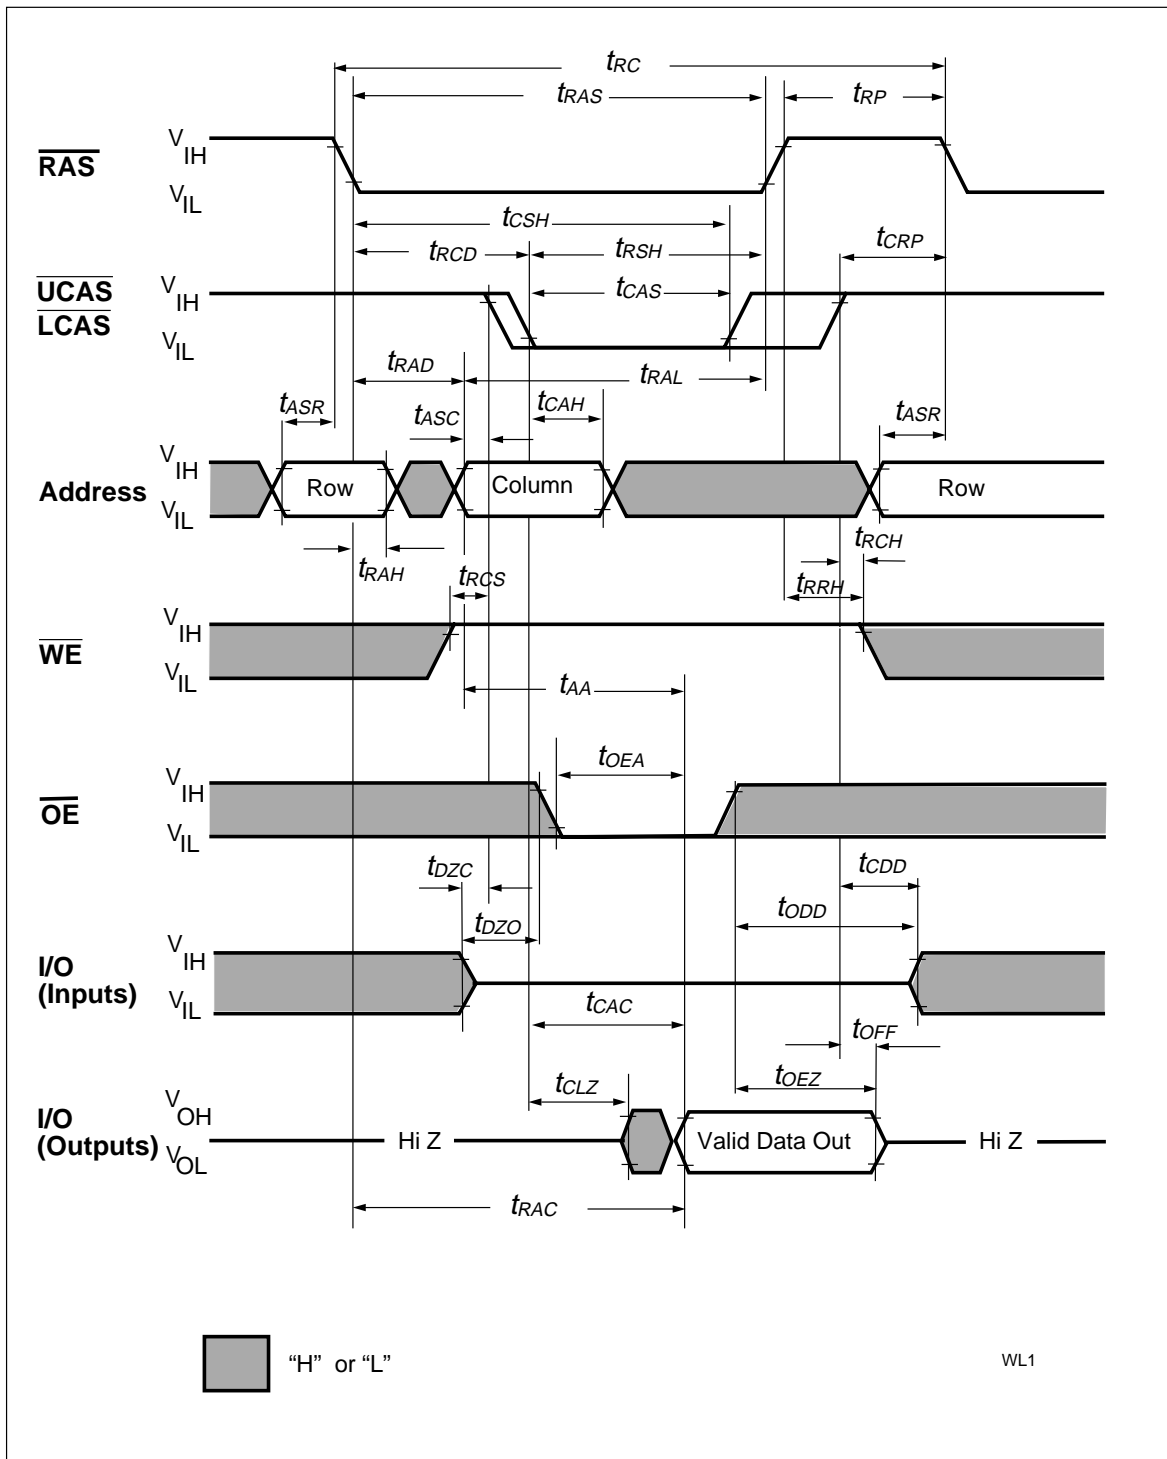 tRC
tRAS
tRP
RAS
VIH
VIL
tCSH
tRCD
tRSH
tCRP
UCAS
LCAS
VIH
VIL
tCAS
tRAD
tRAL
tASR
tASC
tCAH
tASR
Address
VIH
VIL
Row
Column
Row
tRAH
tRCS
tRCH
tRRH
WE
VIH
VIL
tAA
tOEA
OE
VIH
VIL
tDZC
tCDD
tDZO
tODD
I/O
(Inputs)
VIH
VIL
tCAC
tOFF
tCLZ
tOEZ
I/O
(Outputs)
VOH
VOL
Hi Z
Valid Data Out
Hi Z
tRAC
“H” or “L”
WL1